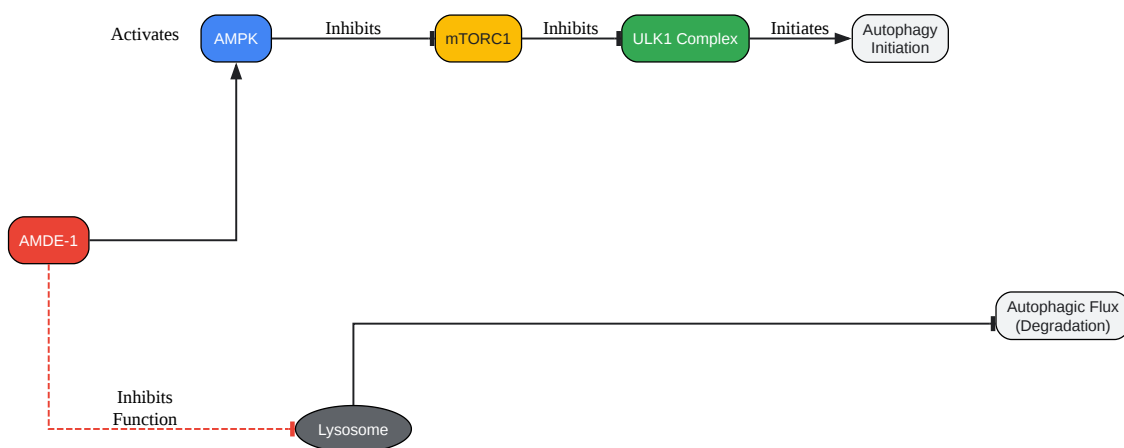 Activates
AMPK
Inhibits
mTORC1
Inhibits
ULK1 Complex
Initiates
Autophagy
Initiation
AMDE-1
Autophagic Flux
(Degradation)
Inhibits
Function
Lysosome